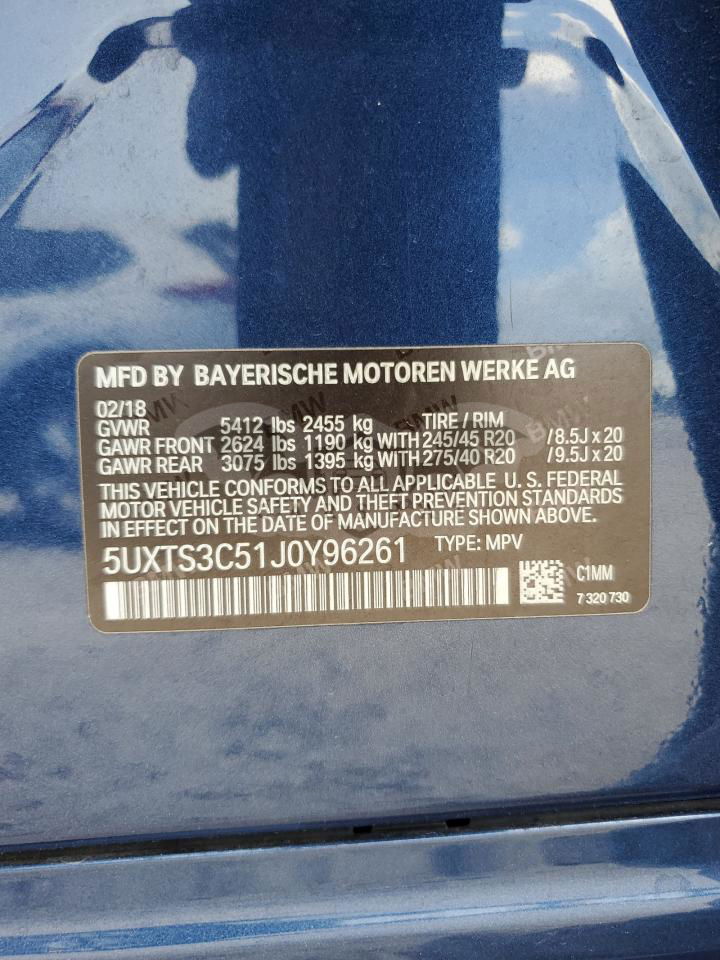 MFD BY BAYERISCHE MOTOREN WERKE AG
02/18
GVWR 5412 lbs 2455 kg TIRE / RIM
GAWR FRONT 2624 lbs 1190 kg WITH 245/45 R20 / 8.5J x 20
GAWR REAR 3075 lbs 1395 kg WITH 275/40 R20 / 9.5J x 20
THIS VEHICLE CONFORMS TO ALL APPLICABLE U. S. FEDERAL
MOTOR VEHICLE SAFETY AND THEFT PREVENTION STANDARDS
IN EFFECT ON THE DATE OF MANUFACTURE SHOWN ABOVE.
5UXTS3C51J0Y96261 TYPE: MPV
C1MM
7 320 730